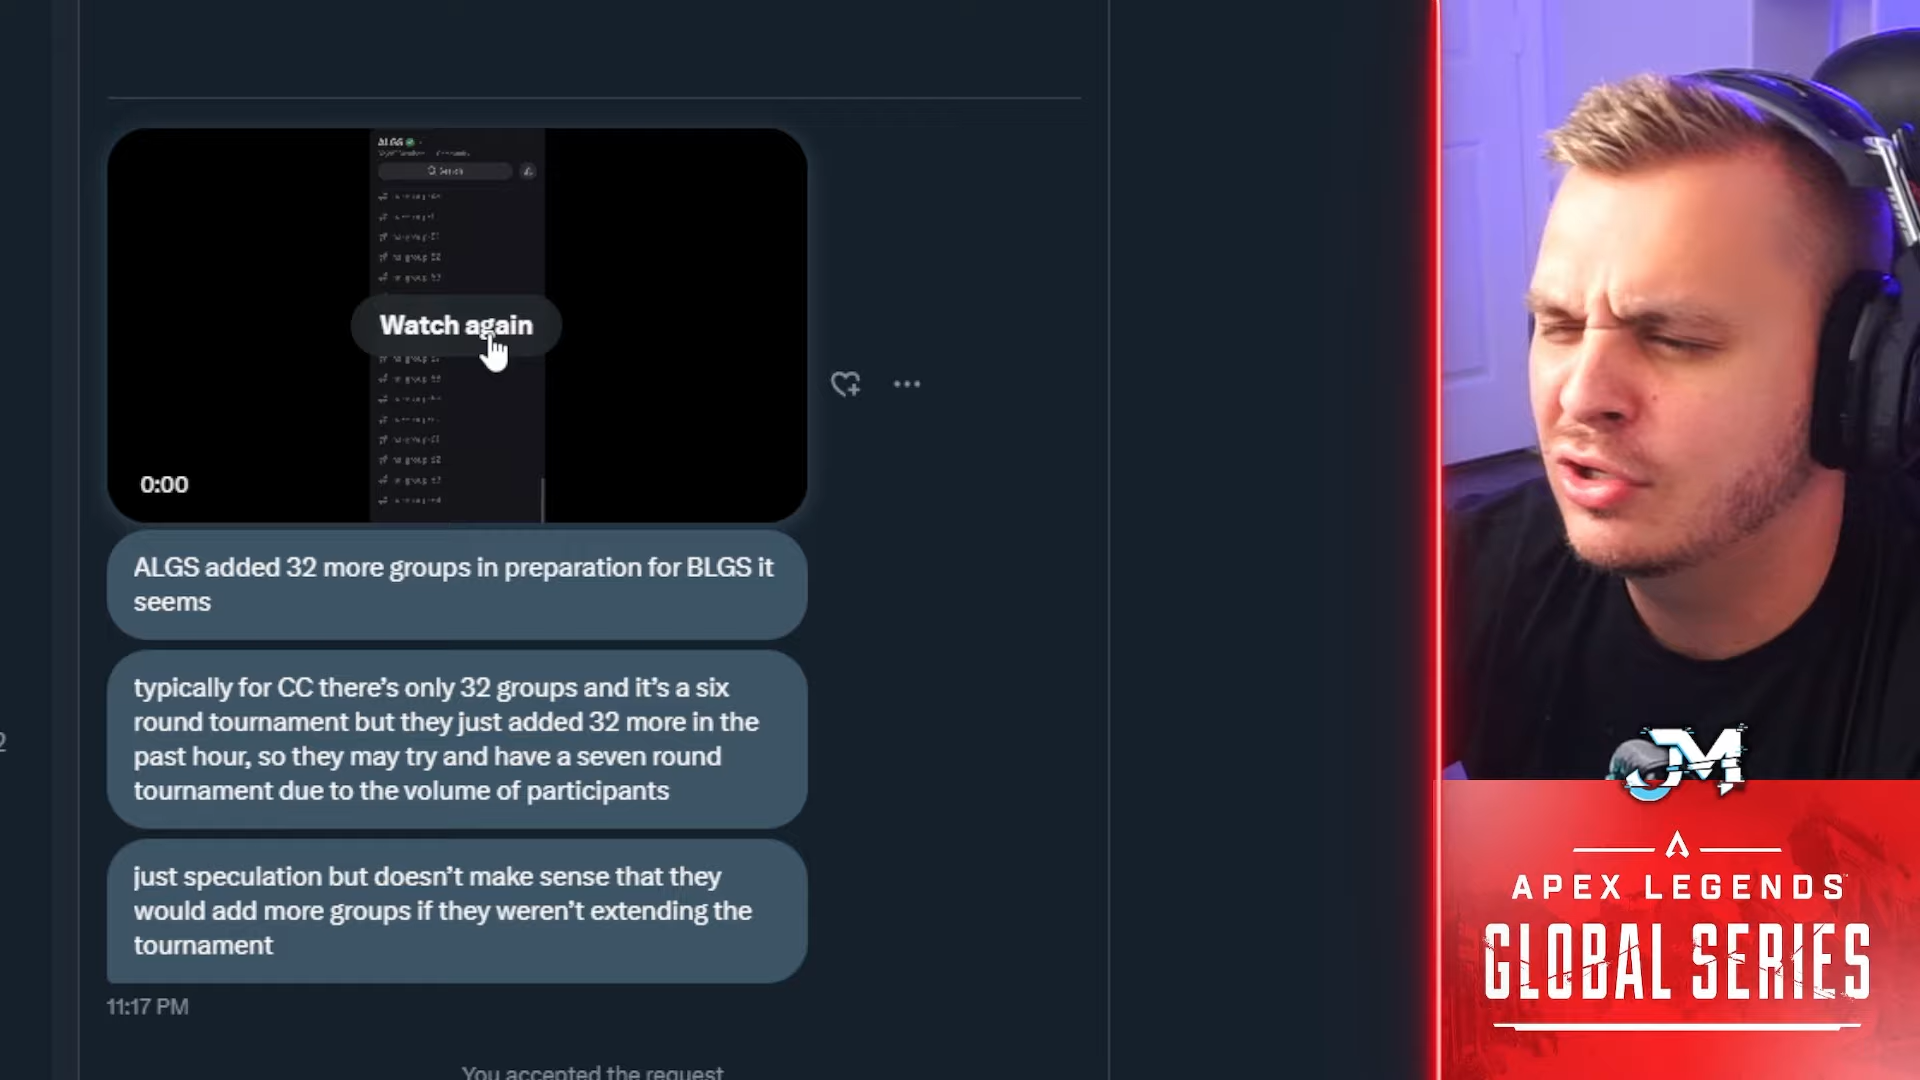 ALGS
Search
Watch again
0:00
ALGS added 32 more groups in preparation for BLGS it
seems
typically for CC there's only 32 groups and it's a six
round tournament but they just added 32 more in the
past hour, so they may try and have a seven round
tournament due to the volume of participants
just speculation but doesn't make sense that they
would add more groups if they weren't extending the
tournament
11:17 PM
You accepted the request
2
JM
APEX LEGENDS
GLOBAL SERIES